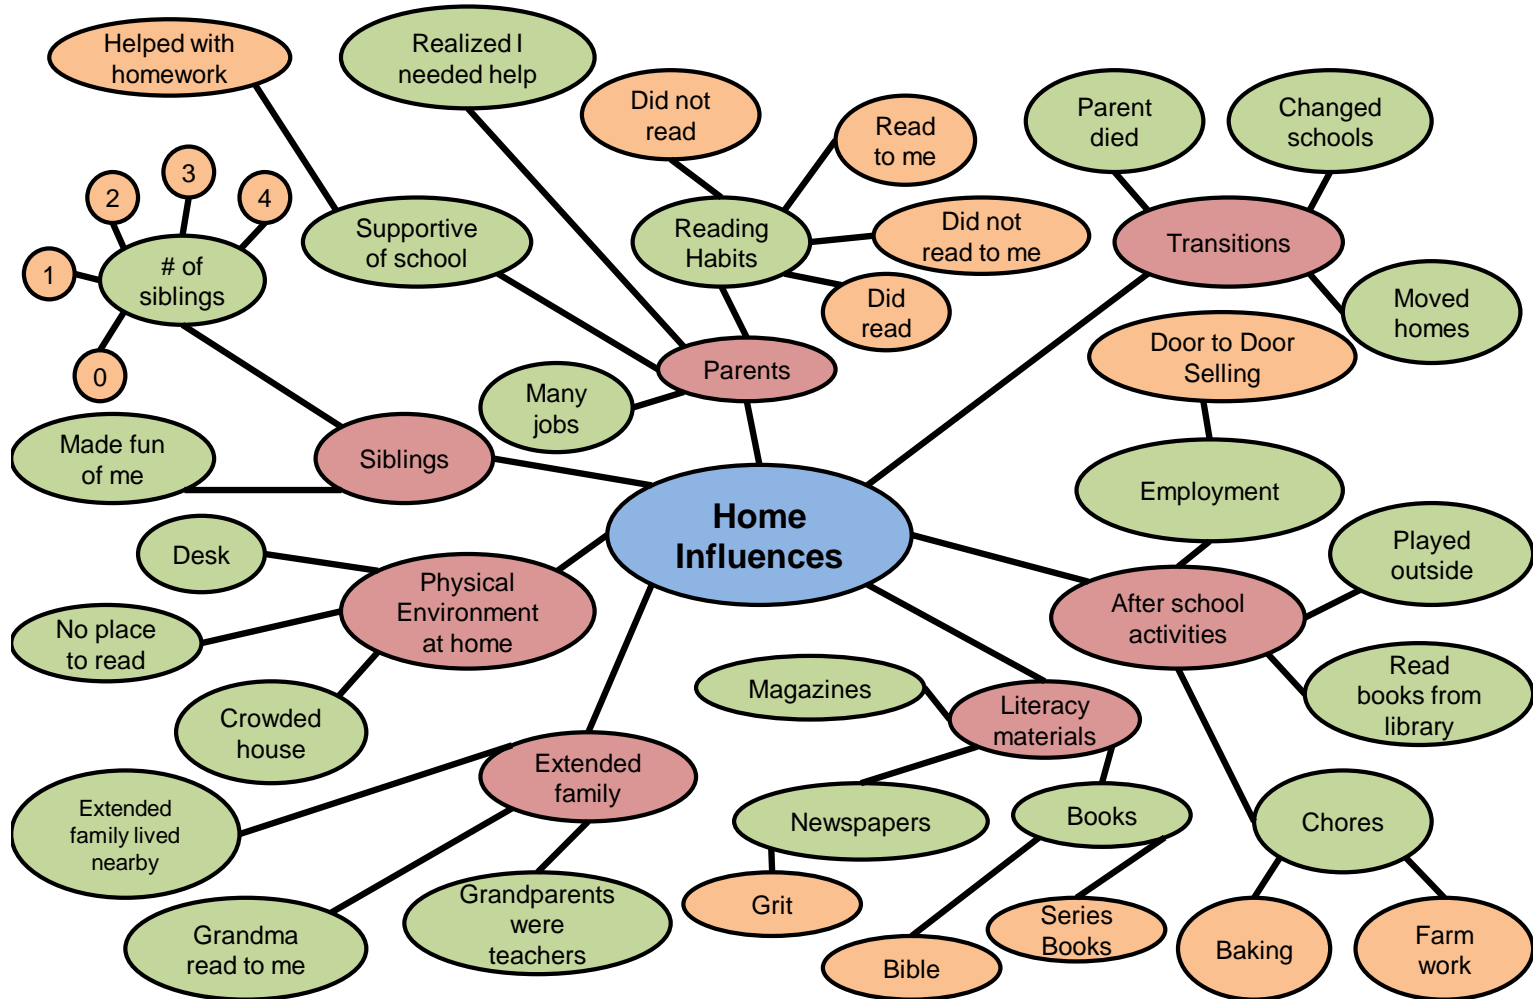 Helped with
homework
Realized I
needed help
Did not
read
Read
to me
Parent
died
Changed
schools
1
2
3
4
0
# of
siblings
Supportive
of school
Reading
Habits
Did not
read to me
Did
read
Transitions
Moved
homes
Door to Door
Selling
Parents
Many
jobs
Made fun
of me
Siblings
Home
Influences
Employment
Played
outside
Desk
Physical
Environment
at home
No place
to read
Crowded
house
After school
activities
Read
books from
library
Magazines
Literacy
materials
Extended
family
Extended
family lived
nearby
Newspapers
Books
Chores
Grandma
read to me
Grandparents
were
teachers
Grit
Bible
Series
Books
Baking
Farm
work